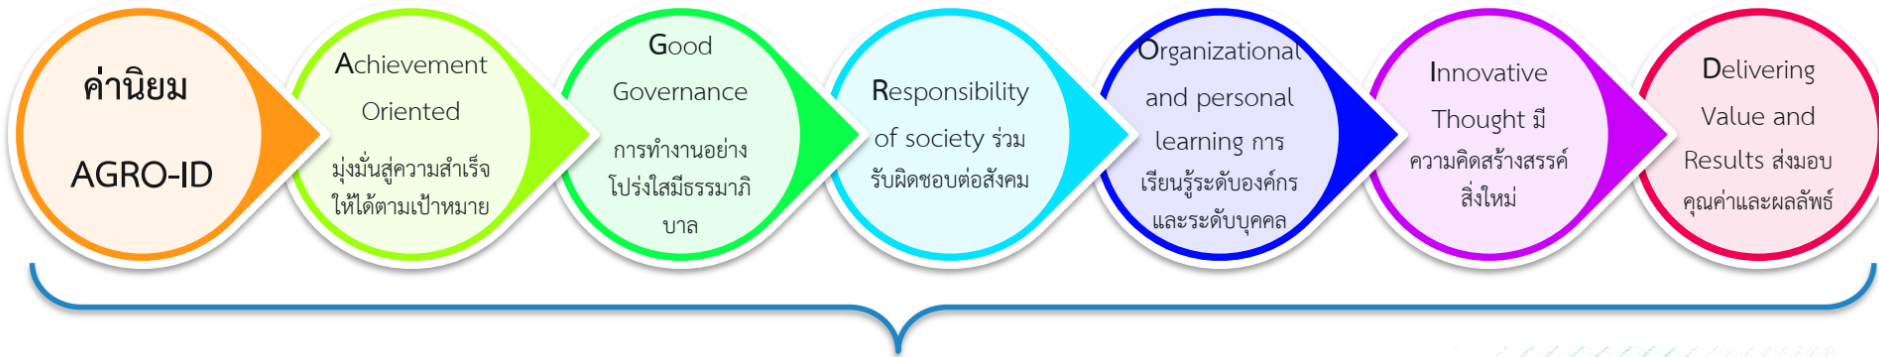 ค่านิยม
AGRO-ID
Achievement
Oriented
มุ่งมั่นสู่ความสำเร็จ
ให้ได้ตามเป้าหมาย
Good
Governance
การทำงานอย่าง
โปร่งใสมีธรรมาภิ
บาล
Responsibility
of society ร่วม
รับผิดชอบต่อสังคม
Organizational
and personal
learning การ
เรียนรู้ระดับองค์กร
และระดับบุคคล
Innovative
Thought มี
ความคิดสร้างสรรค์
สิ่งใหม่
Delivering
Value and
Results ส่งมอบ
คุณค่าและผลลัพธ์